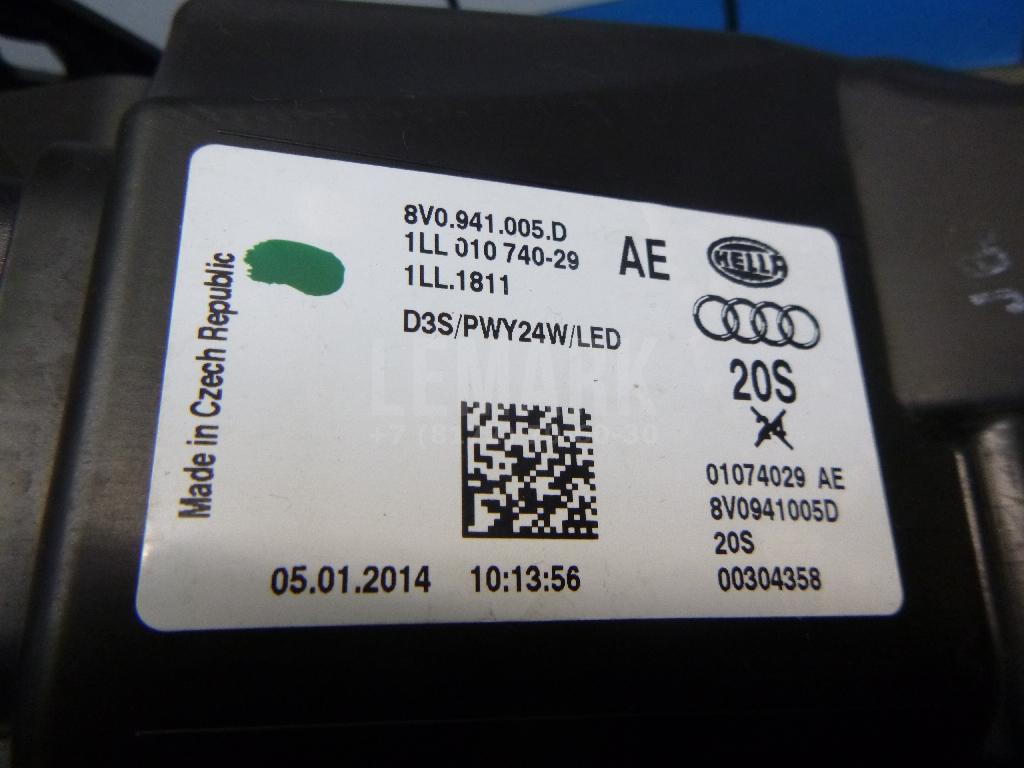 8V0.941.005.D
1LL 010 740-29
1LL.1811
AE
HELLA
D3S/PWY24W/LED
20S
Made in Czech Republic
LEMARK
01074029 AE
8V0941005D
20S
00304358
05.01.2014 10:13:56